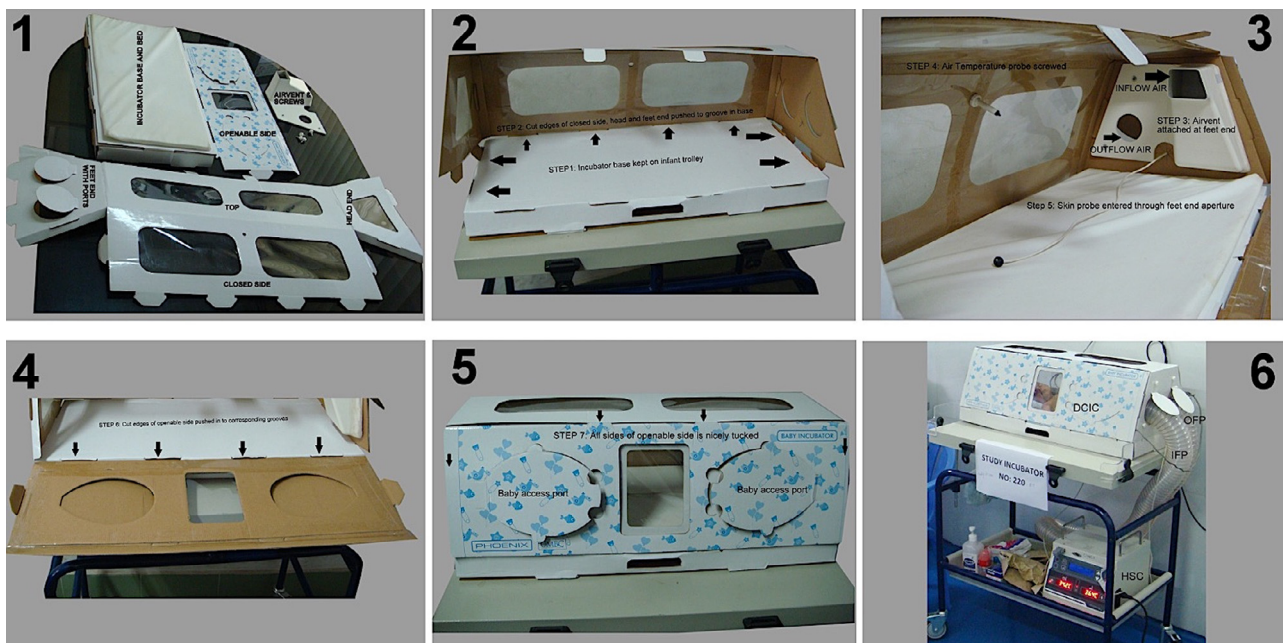 1
INCUBATOR BASE AND BED
OPENABLE SIDE
AIRVENT &
SCREWS
FEET END
WITH PORTS
TOP
HEAD END
CLOSED SIDE
2
STEP 2: Cut edges of closed side, head and feet end pushed to groove in base
STEP1: Incubator base kept on infant trolley
3
STEP 4: Air Temperature probe screwed
INFLOW AIR
STEP 3: Airvent
attached at feet end
OUTFLOW AIR
Step 5: Skin probe entered through feet end aperture
4
STEP 6: Cut edges of openable side pushed in to corresponding grooves
5
STEP 7: All sides of openable side is nicely tucked
BABY INCUBATOR
Baby access port
Baby access port
PHOENIX
6
DCIC
OFP
IFP
STUDY INCUBATOR
NO: 220
HSC